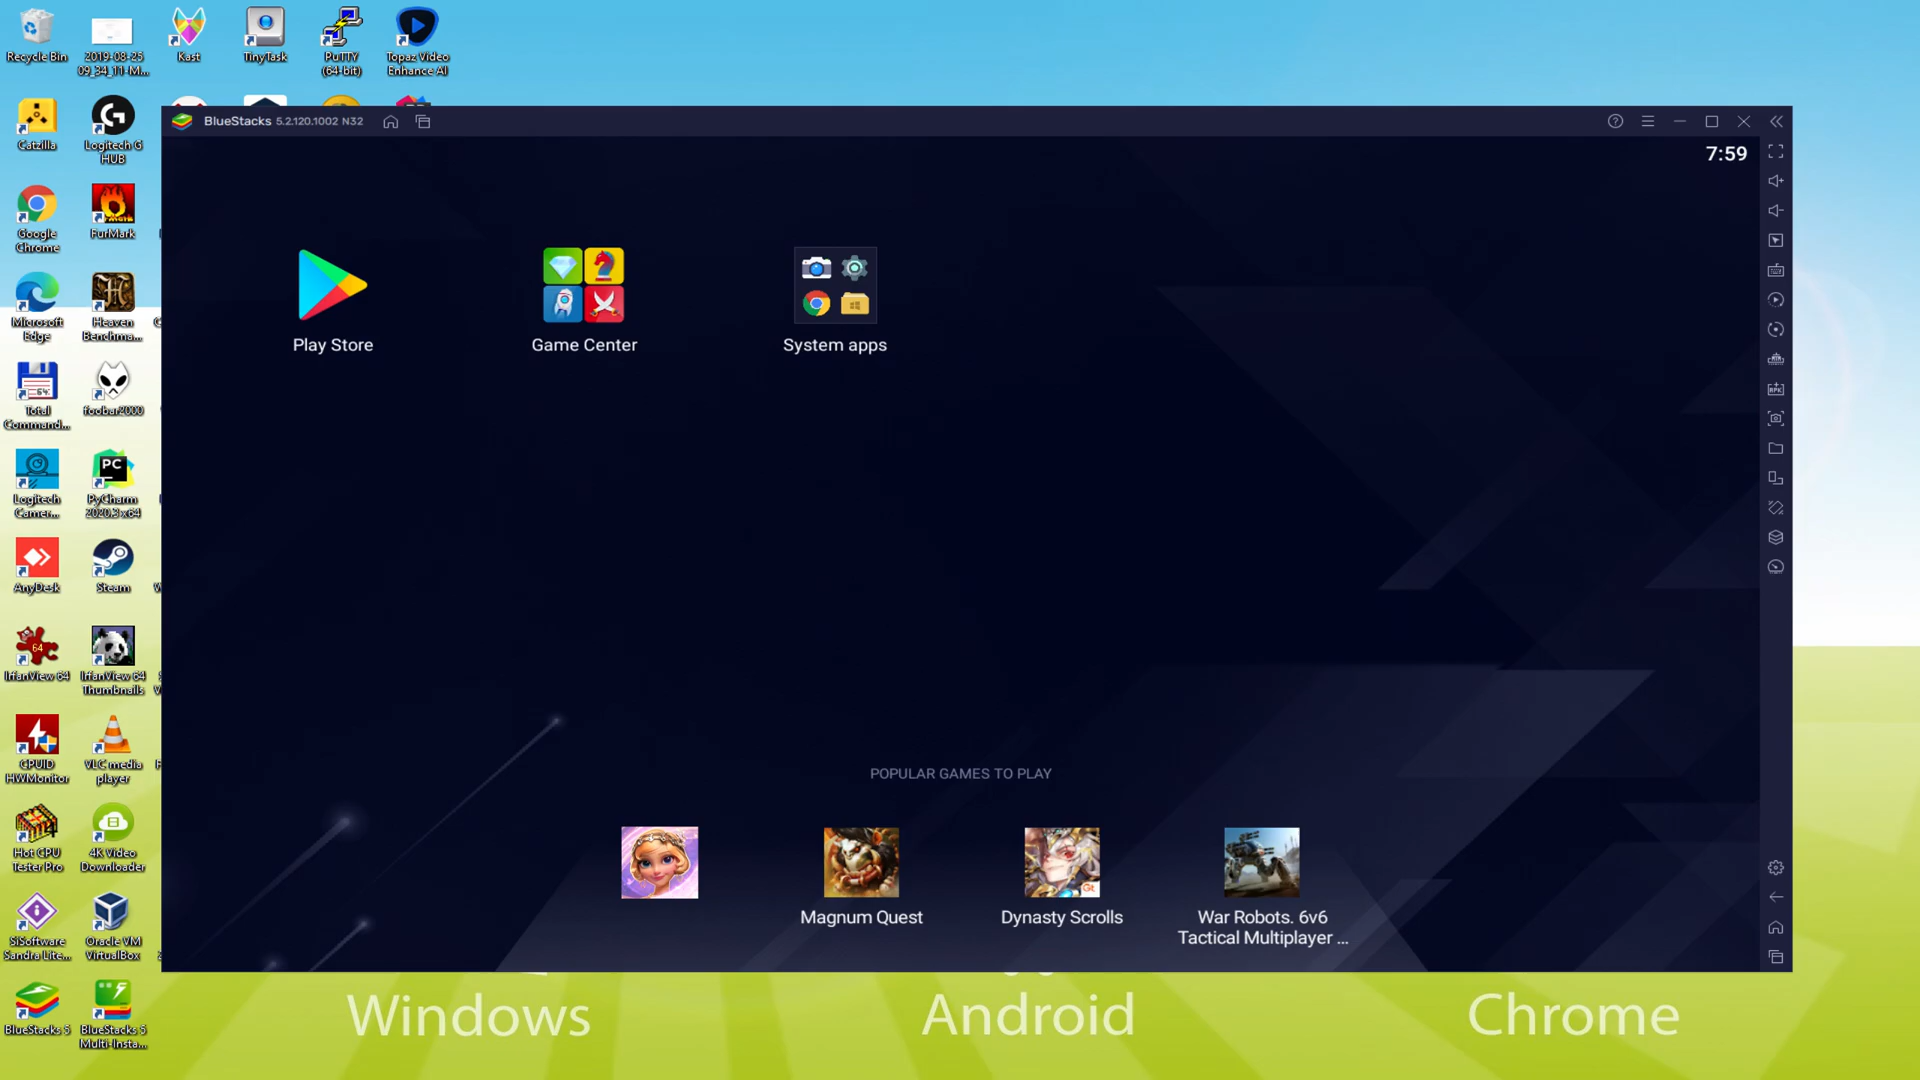 Recycle Bin
2019-08-25
09_34_11-M...
Kast
TinyTask
PuTTY
(64-bit)
Topaz Video
Enhance AI
Catzilla
Logitech G
HUB
BlueStacks 5.2.120.1002 N32
7:59
Google
Chrome
FurMark
Play Store
Game Center
System apps
Microsoft
Edge
Heaven
Benchma...
Total
Command...
foobar2000
Logitech
Camer...
PC
PyCharm
2020.3 x64
AnyDesk
Steam
64
IrfanView 64
IrfanView 64
Thumbnails
CPUID
HWMonitor
VLC media
player
POPULAR GAMES TO PLAY
Hot CPU
Tester Pro
4K Video
Downloader
Magnum Quest
Dynasty Scrolls
War Robots. 6v6
Tactical Multiplayer ...
SiSoftware
Sandra Lite...
Oracle VM
VirtualBox
BlueStacks 5
BlueStacks 5
Multi-Insta...
Windows
Android
Chrome